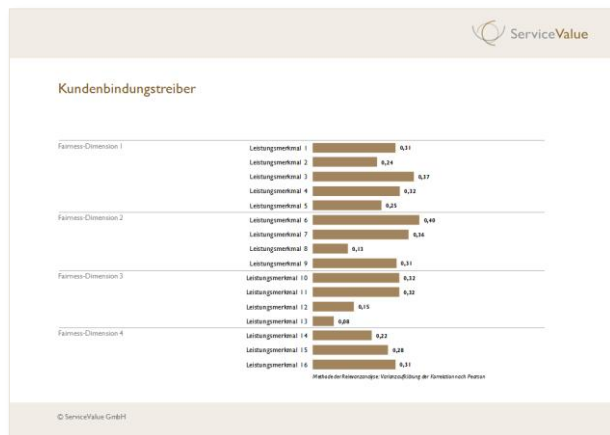 ServiceValue
Kundenbindungstreiber
Fairness-Dimension 1
Leistungsmerkmal 1 0,31
Leistungsmerkmal 2 0,24
Leistungsmerkmal 3 0,37
Leistungsmerkmal 4 0,32
Leistungsmerkmal 5 0,25
Fairness-Dimension 2
Leistungsmerkmal 6 0,40
Leistungsmerkmal 7 0,36
Leistungsmerkmal 8 0,13
Leistungsmerkmal 9 0,31
Fairness-Dimension 3
Leistungsmerkmal 10 0,32
Leistungsmerkmal 11 0,32
Leistungsmerkmal 12 0,15
Leistungsmerkmal 13 0,08
Fairness-Dimension 4
Leistungsmerkmal 14 0,22
Leistungsmerkmal 15 0,28
Leistungsmerkmal 16 0,31
Methode der Relevanzanalyse: der nach Pearson
© ServiceValue GmbH